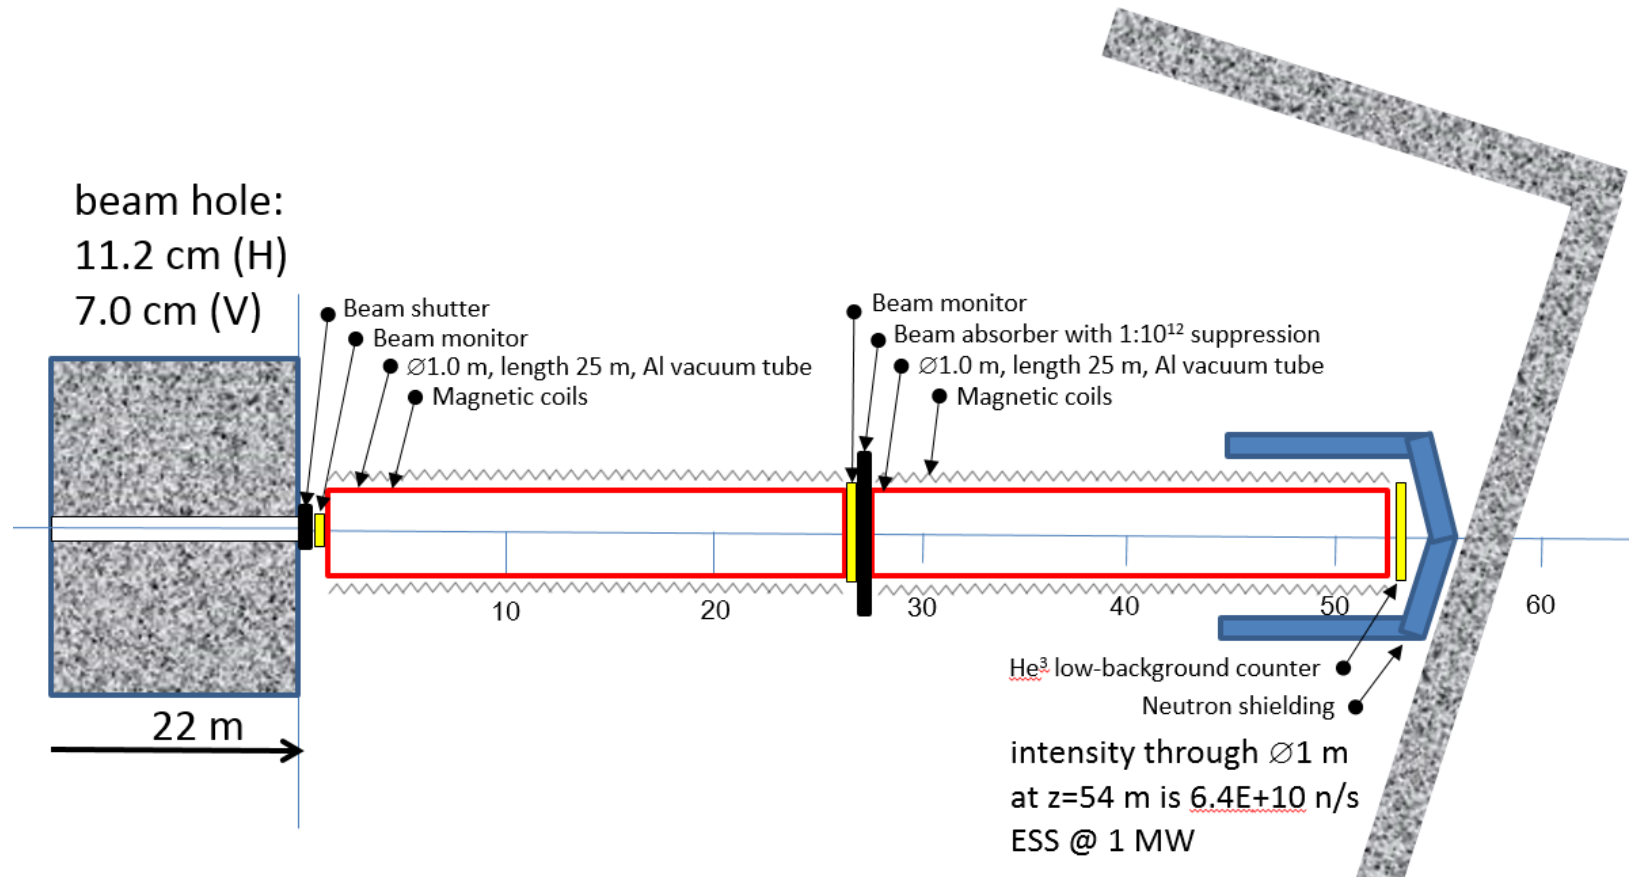 beam hole:
11.2 cm (H)
7.0 cm (V)
Beam shutter
Beam monitor
∅1.0 m, length 25 m, Al vacuum tube
Magnetic coils
Beam monitor
Beam absorber with 1:10¹² suppression
∅1.0 m, length 25 m, Al vacuum tube
Magnetic coils
10
20
30
40
50
60
22 m
He³ low-background counter
Neutron shielding
intensity through ∅1 m
at z=54 m is 6.4E+10 n/s
ESS @ 1 MW